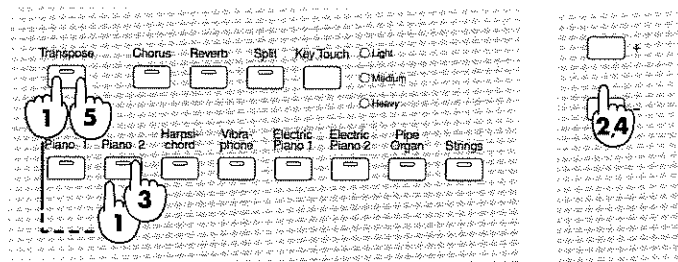 Transpose Chorus Reverb Split Key Touch Light
+
Medium
Heavy
1 5
2,4
Piano 1 Piano 2 Harpsi-chord Vibra-phone Electric Piano 1 Electric Piano 2 Pipe Organ Strings
1 3